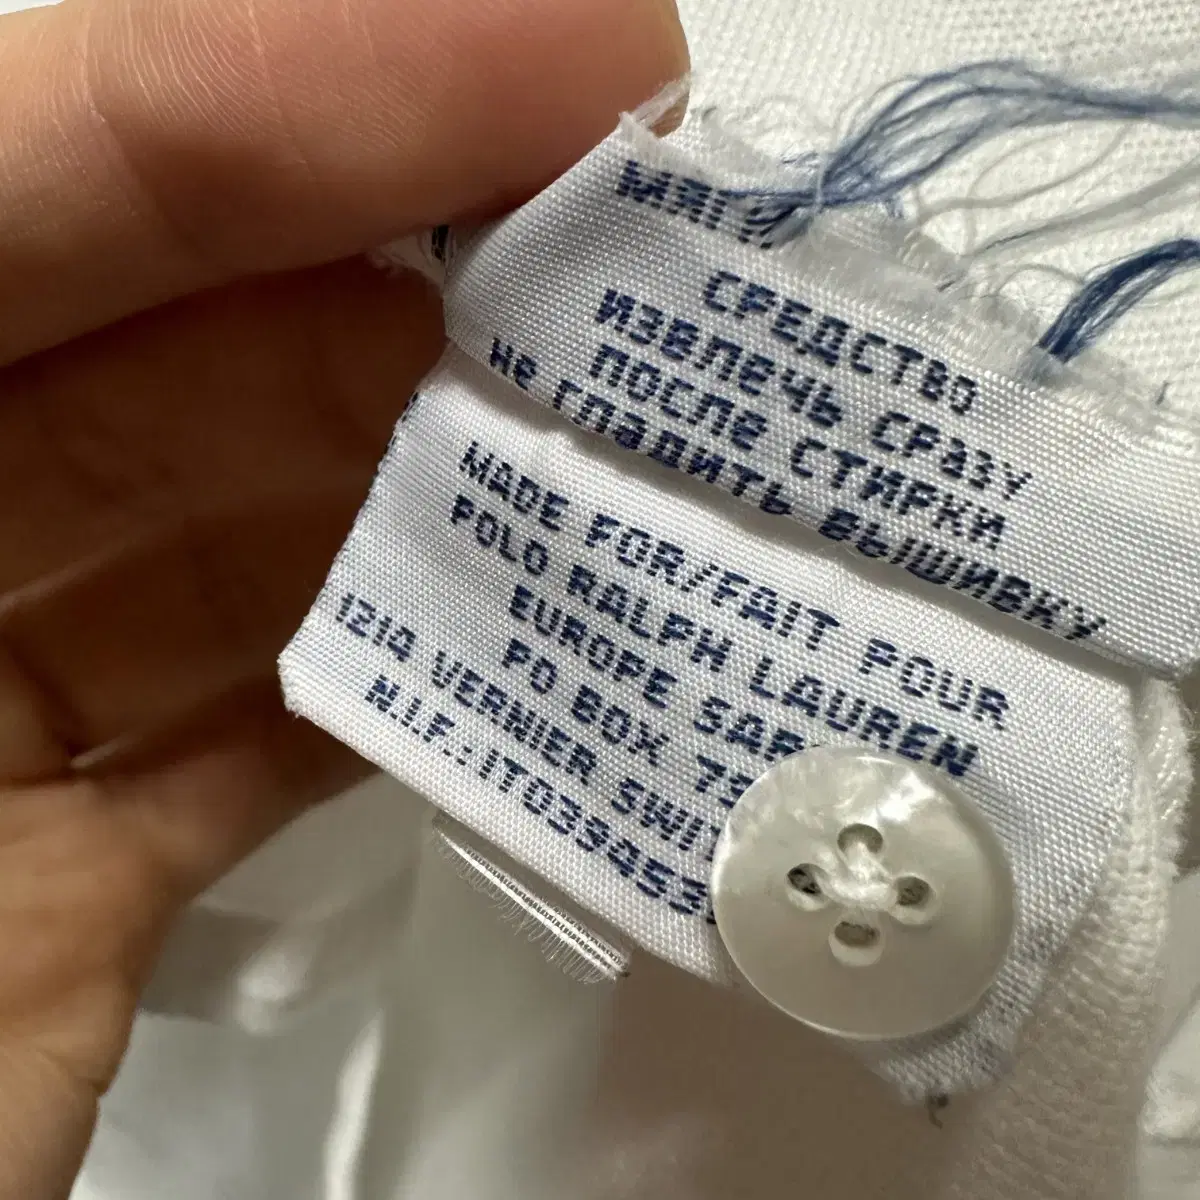 СРЕДСТВО
ИЗВЛЕЧЬ СРАЗУ
ПОСЛЕ СТИРКИ
НЕ ГЛАДИТЬ ВЫШИВКУ
MADE FOR/FAIT POUR
POLO RALPH LAUREN
EUROPE
PO BOX
1214 VERNIER
N.I.F.: